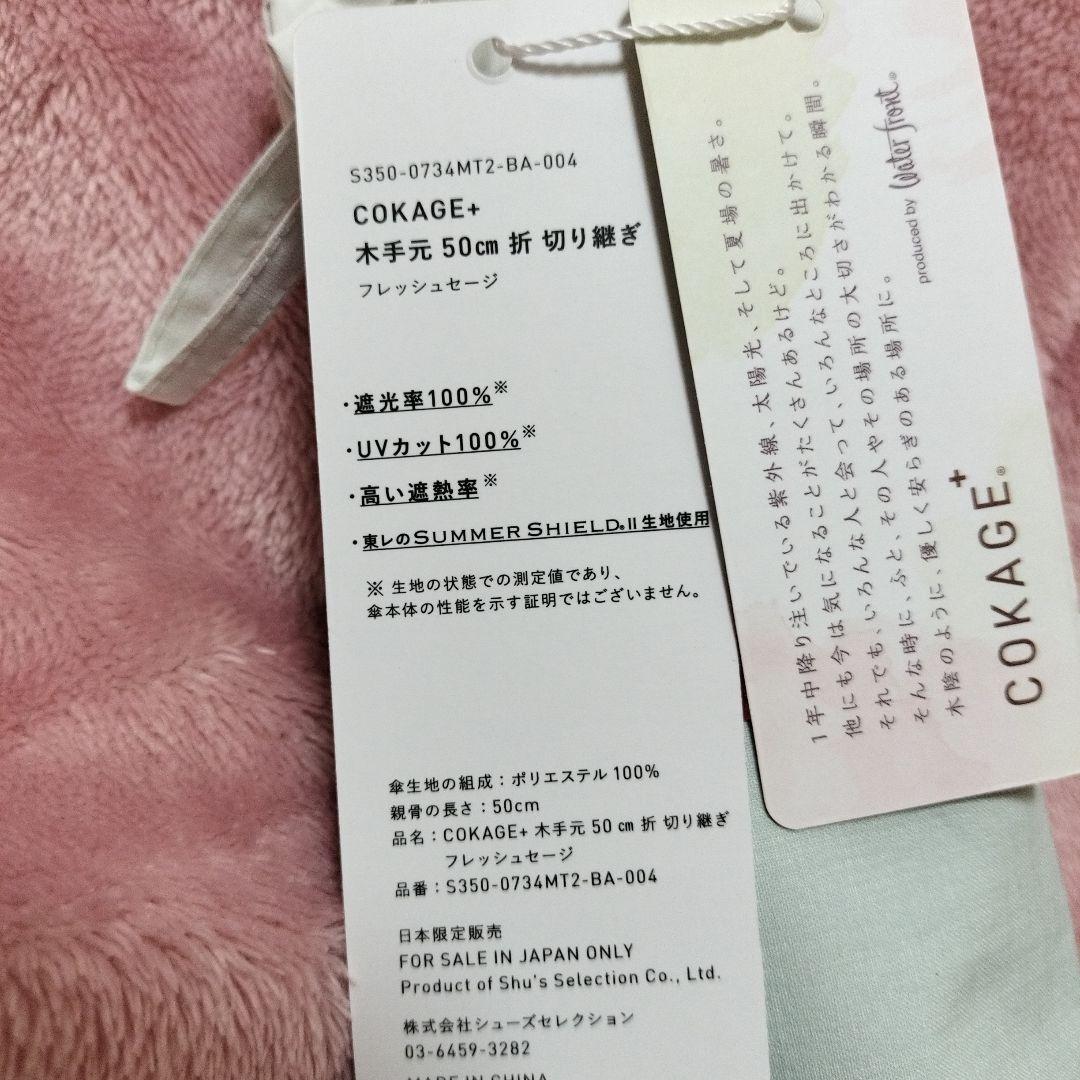 S350-0734MT2-BA-004
COKAGE+
木手元 50㎝ 折 切り継ぎ
フレッシュセージ
・遮光率100%※
・UVカット100%※
・高い遮熱率※
・東レのSUMMER SHIELD®II生地使用
※ 生地の状態での測定値であり、
傘本体の性能を示す証明ではございません。
傘生地の組成：ポリエステル 100%
親骨の長さ：50cm
品名：COKAGE+ 木手元 50 ㎝ 折 切り継ぎ
フレッシュセージ
品番：S350-0734MT2-BA-004
日本限定販売
FOR SALE IN JAPAN ONLY
Product of Shu's Selection Co., Ltd.
株式会社シューズセレクション
03-6459-3282
MADE IN CHINA
1年中降り注いでいる紫外線、太陽光、そして夏場の暑さ。
他にも今は気になることがたくさんあるけど。
それでも、いろんな人と会って、いろんなところに出かけて。
そんな時に、ふと、その人やその場所の大切さがわかる瞬間。
木陰のように、優しく安らぎのある場所に。
produced by Waterfront®
COKAGE+®